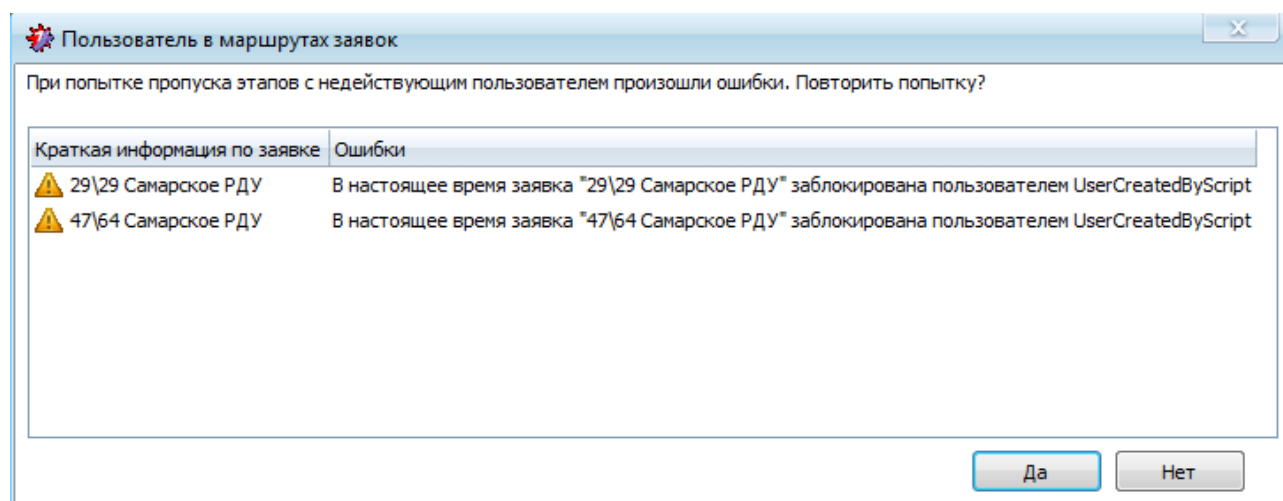 Пользователь в маршрутах заявок
При попытке пропуска этапов с недействующим пользователем произошли ошибки. Повторить попытку?
Краткая информация по заявке Ошибки
29\29 Самарское РДУ В настоящее время заявка "29\29 Самарское РДУ" заблокирована пользователем UserCreatedByScript
47\64 Самарское РДУ В настоящее время заявка "47\64 Самарское РДУ" заблокирована пользователем UserCreatedByScript
Да Нет